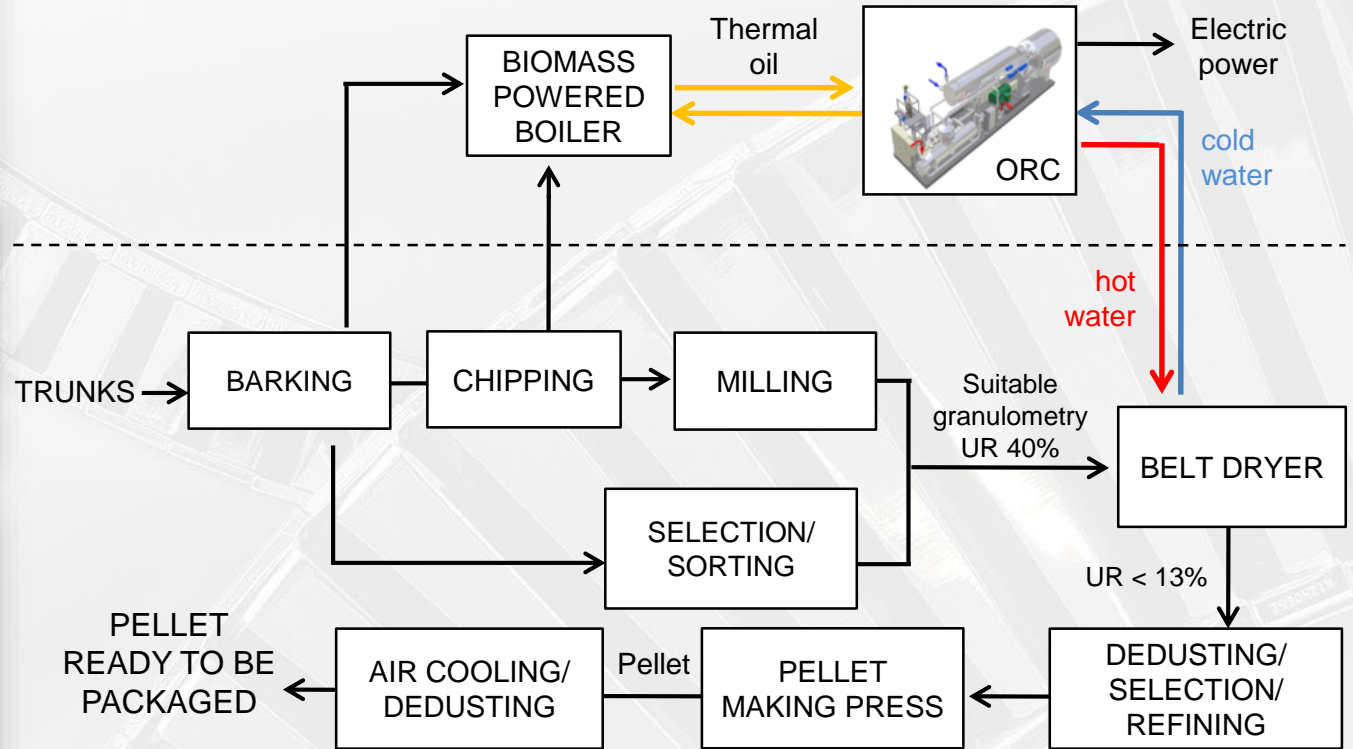 BIOMASS
POWERED
BOILER
Thermal
oil
ORC
Electric
power
cold
water
hot
water
TRUNKS
BARKING
CHIPPING
MILLING
Suitable
granulometry
UR 40%
BELT DRYER
SELECTION/
SORTING
UR < 13%
PELLET
READY TO BE
PACKAGED
AIR COOLING/
DEDUSTING
Pellet
PELLET
MAKING PRESS
DEDUSTING/
SELECTION/
REFINING